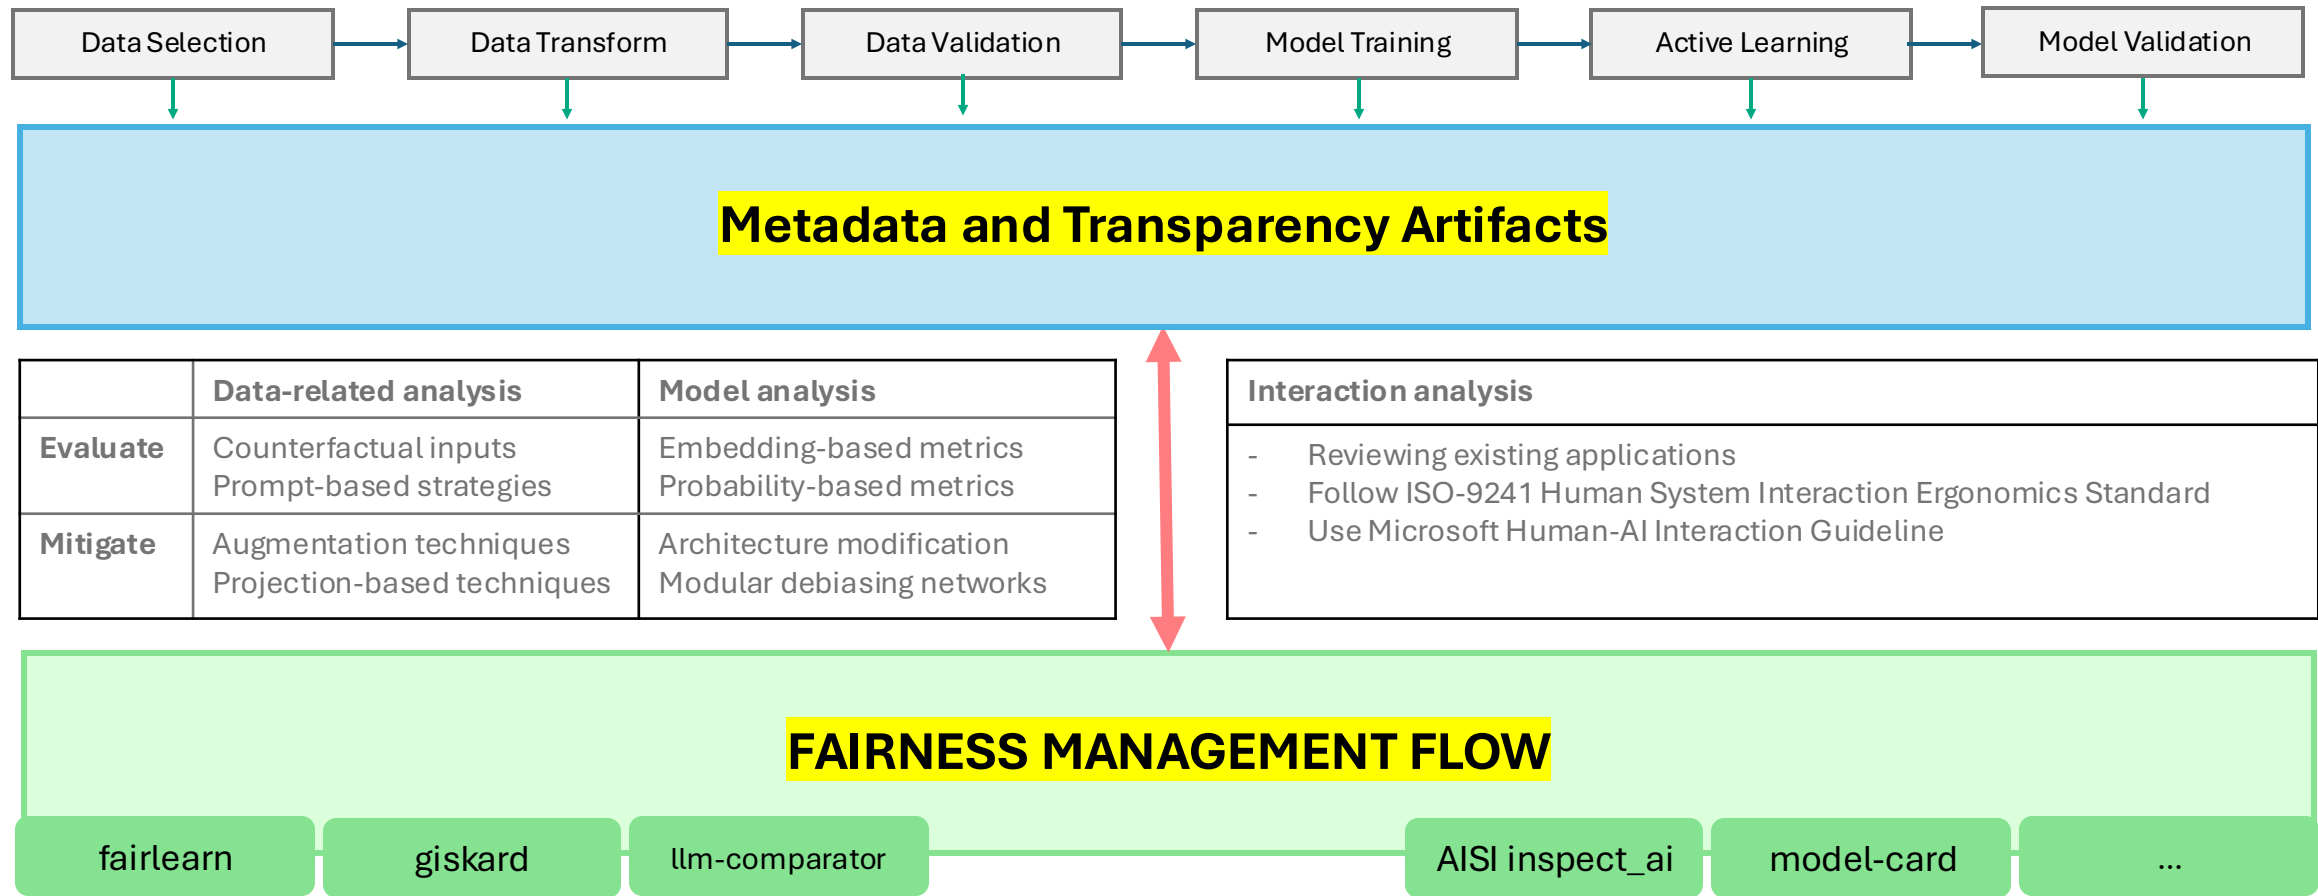 Data Selection
Data Transform
Data Validation
Model Training
Active Learning
Model Validation
Metadata and Transparency Artifacts
Data-related analysis
Model analysis
Evaluate
Counterfactual inputs
Prompt-based strategies
Embedding-based metrics
Probability-based metrics
Mitigate
Augmentation techniques
Projection-based techniques
Architecture modification
Modular debiasing networks
Interaction analysis
- Reviewing existing applications
- Follow ISO-9241 Human System Interaction Ergonomics Standard
- Use Microsoft Human-AI Interaction Guideline
FAIRNESS MANAGEMENT FLOW
fairlearn
giskard
llm-comparator
AISI inspect_ai
model-card
...